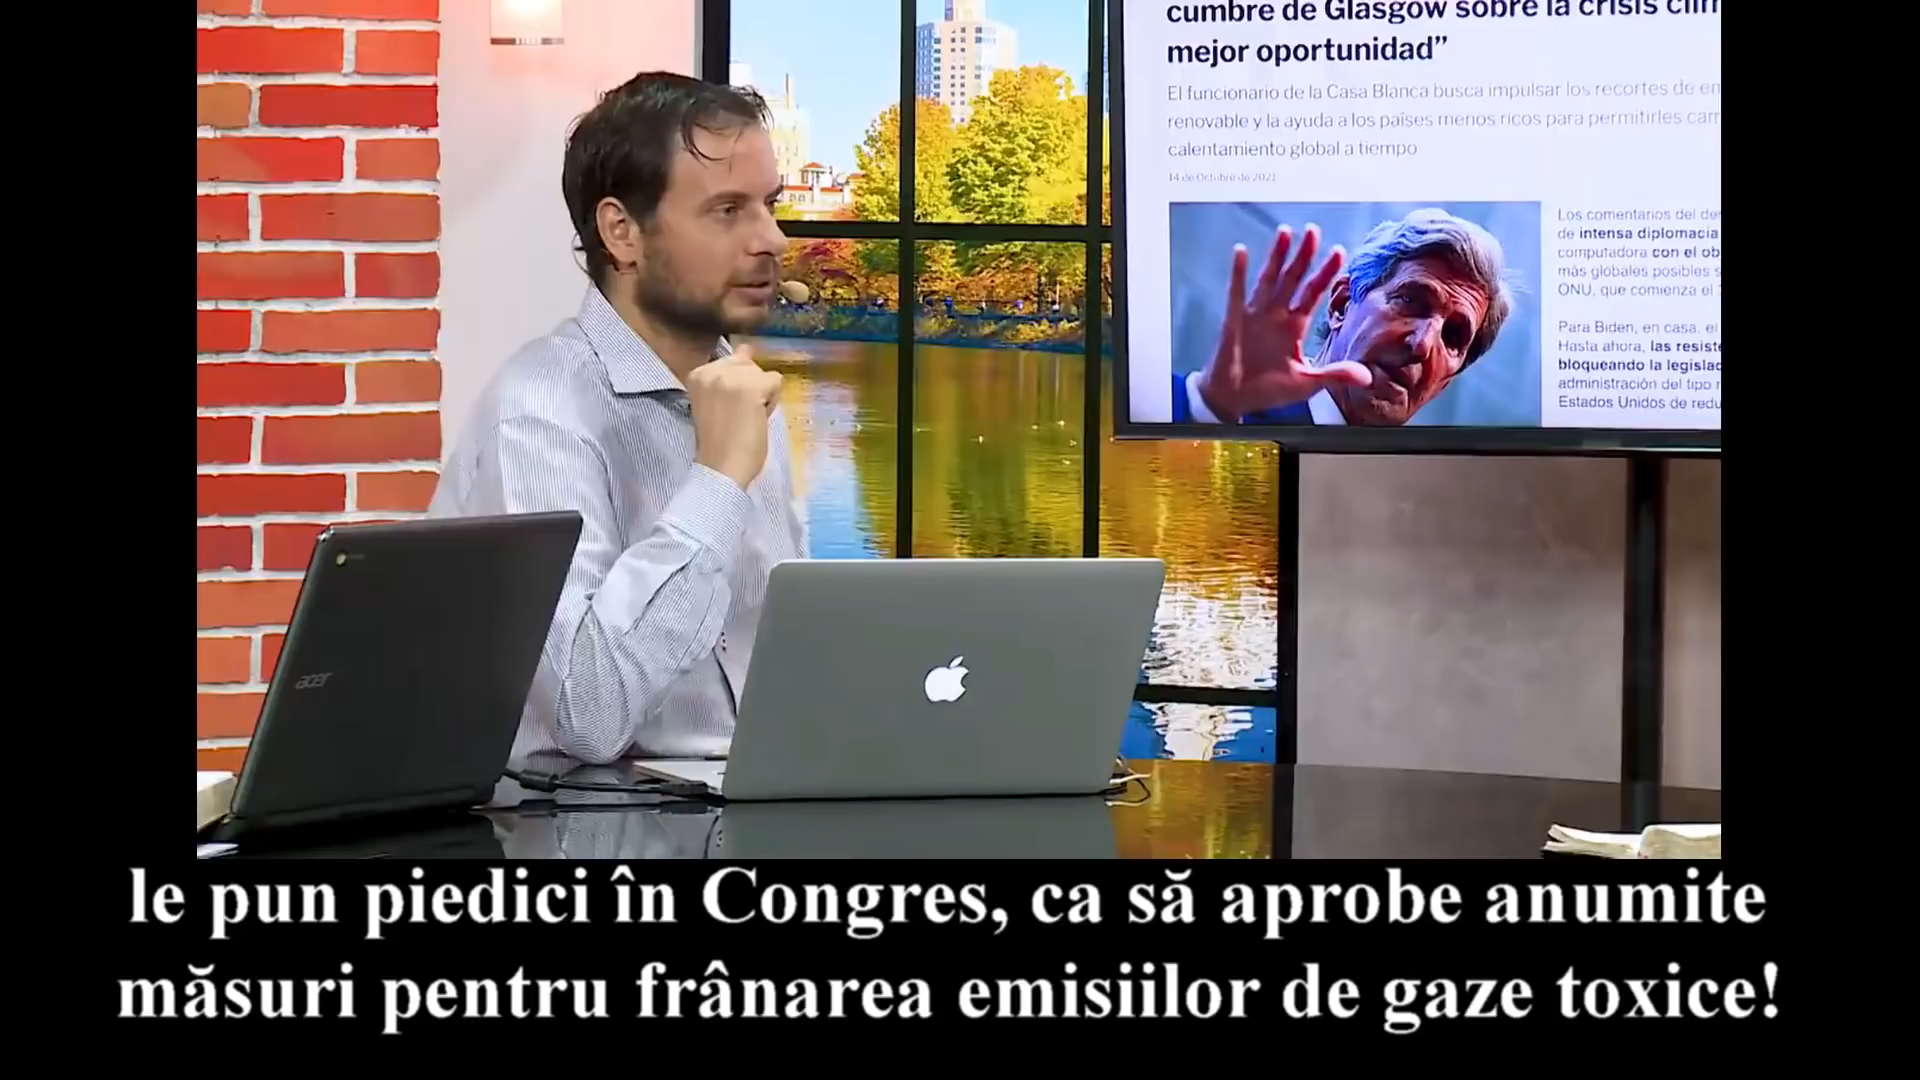 cumbre de Glasgow sobre la crisis clim
mejor oportunidad”
El funcionario de la Casa Blanca busca impulsar los recortes de em
renovable y la ayuda a los países menos ricos para permitirles cam
calentamiento global a tiempo
14 de Octubre de 2021
Los comentarios del de
de intensa diplomacia
computadora con el ob
más globales posibles s
ONU, que comienza el
Para Biden, en casa, el
Hasta ahora, las resiste
bloqueando la legislac
administración del tipo
Estados Unidos de redu
acer
le pun piedici în Congres, ca să aprobe anumite
măsuri pentru frânarea emisiilor de gaze toxice!